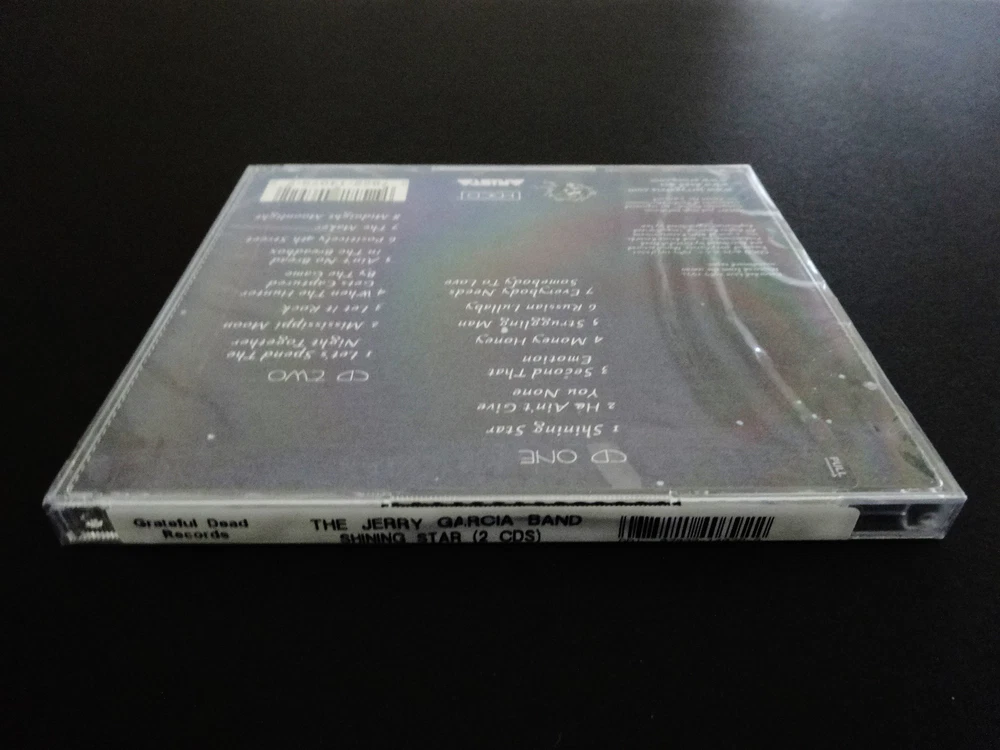 CD ONE
1 Shining Star
2 He Ain't Give
You None
3 Second That
Emotion
4 Money Honey
5 Struggling Man
6 Russian Lullaby
7 Everybody Needs
Somebody To Love
CD TWO
1 Let's Spend The
Night Together
2 Mississippi Moon
3 Let It Rock
4 When The Hunter
Gets Captured
By The Game
5 Ain't No Bread
in The Breadbox
6 Positively 4th Street
7 The Maker
8 Midnight Moonlight
HDCD
ARISTA
PULL
Grateful Dead
Records
THE JERRY GARCIA BAND
SHINING STAR (2 CDS)